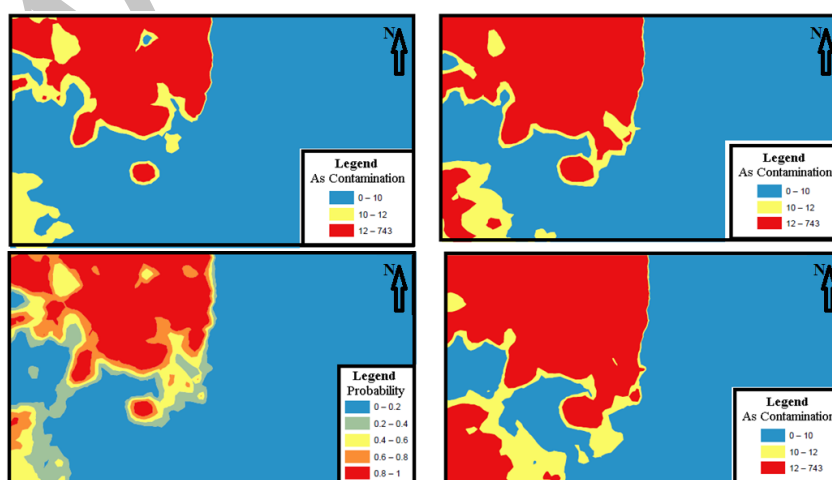 N
Legend
As Contamination
0 – 10
10 – 12
12 – 743
N
Legend
As Contamination
0 – 10
10 – 12
12 – 743
N
Legend
Probability
0 – 0.2
0.2 – 0.4
0.4 – 0.6
0.6 – 0.8
0.8 – 1
N
Legend
As Contamination
0 – 10
10 – 12
12 – 743